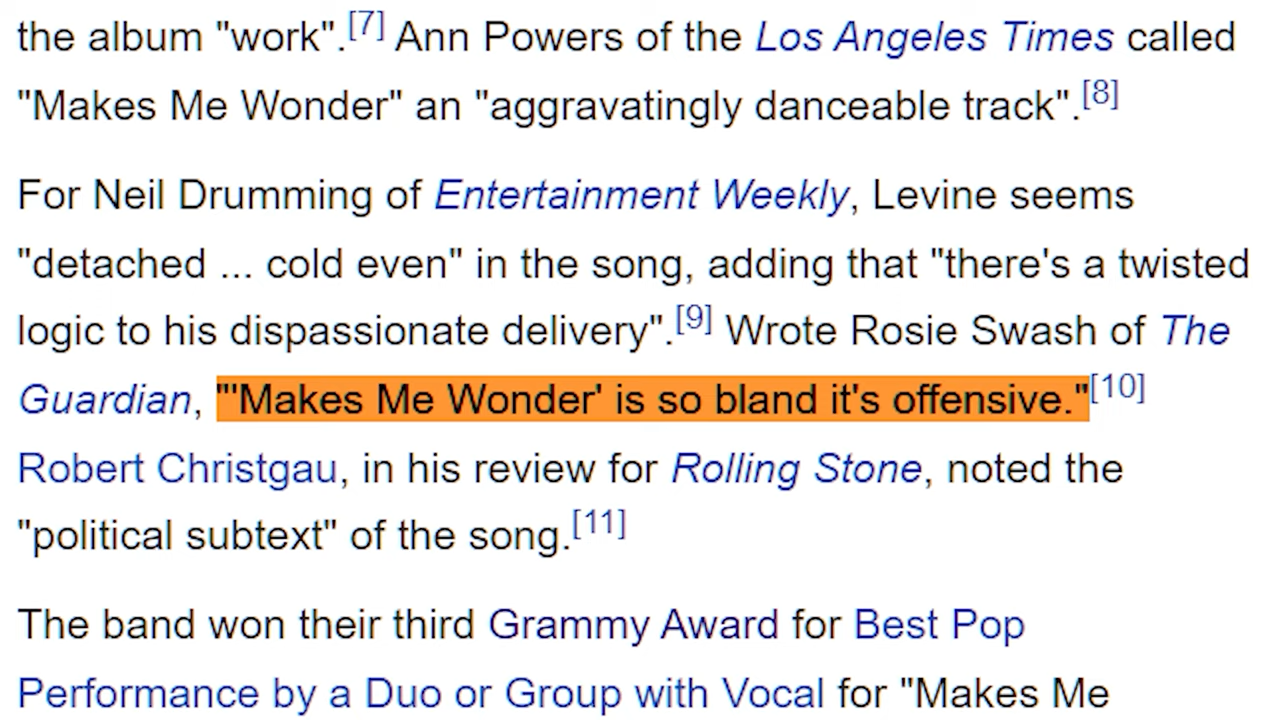 the album "work".[7] Ann Powers of the Los Angeles Times called
"Makes Me Wonder" an "aggravatingly danceable track".[8]
For Neil Drumming of Entertainment Weekly, Levine seems
"detached ... cold even" in the song, adding that "there's a twisted
logic to his dispassionate delivery".[9] Wrote Rosie Swash of The
Guardian, "'Makes Me Wonder' is so bland it's offensive."[10]
Robert Christgau, in his review for Rolling Stone, noted the
"political subtext" of the song.[11]
The band won their third Grammy Award for Best Pop
Performance by a Duo or Group with Vocal for "Makes Me